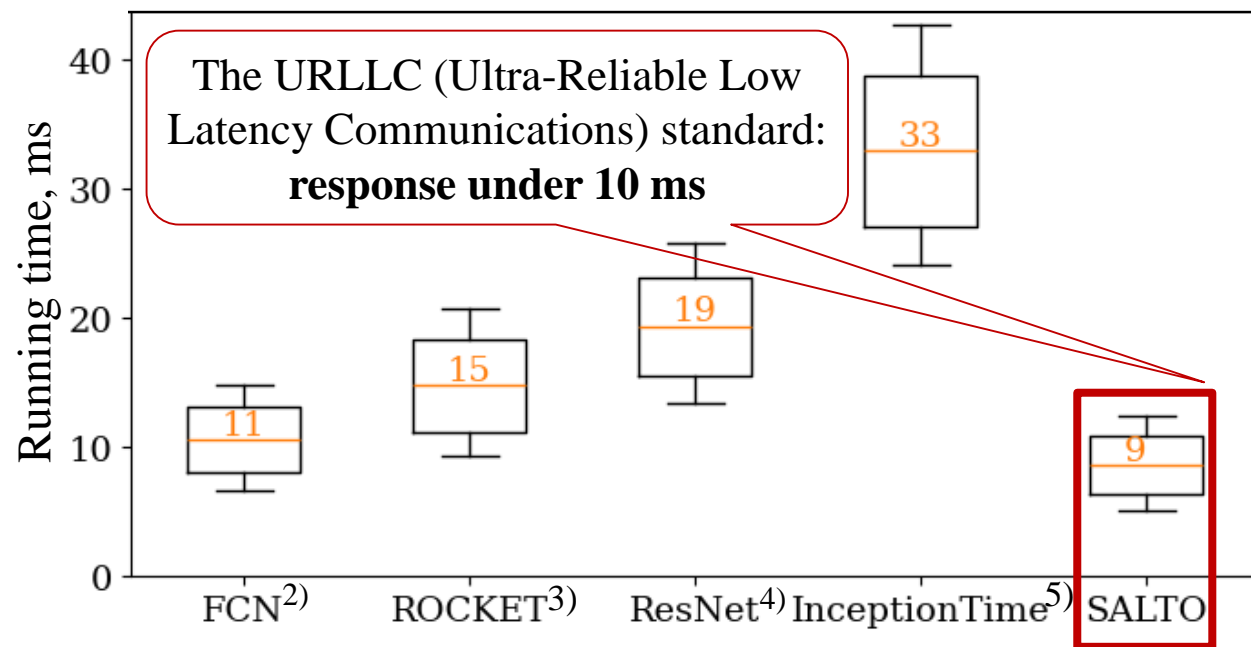 The URLLC (Ultra-Reliable Low
Latency Communications) standard:
response under 10 ms
Running time, ms
40
30
20
10
0
11
15
19
33
9
FCN2) ROCKET3) ResNet4) InceptionTime5) SALTO